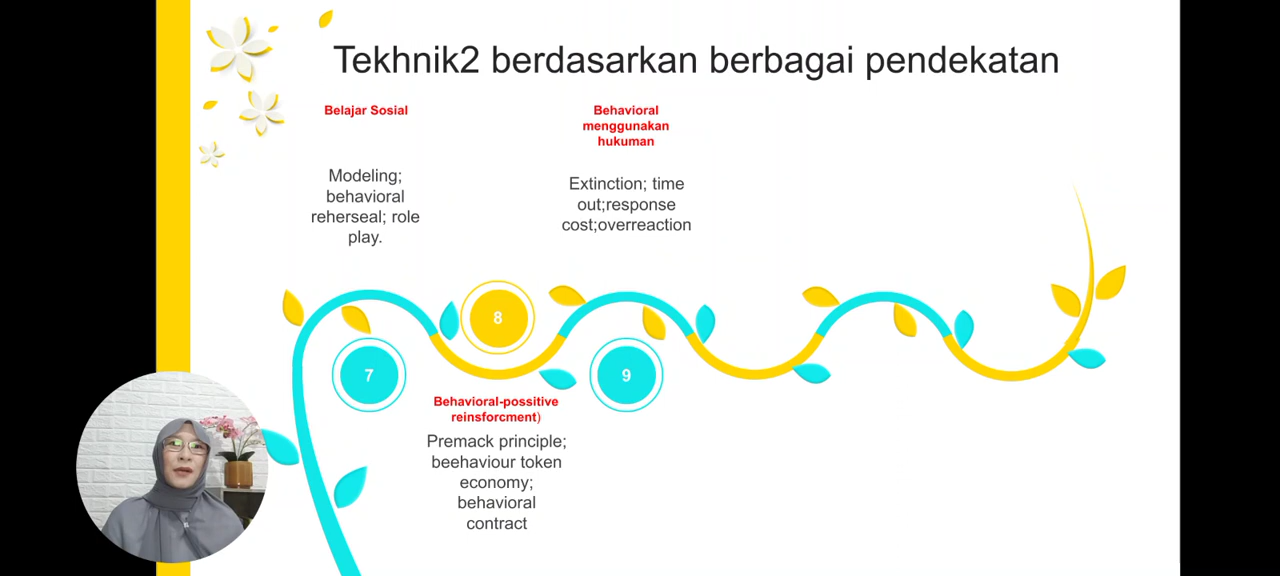 Tekhnik2 berdasarkan berbagai pendekatan
Belajar Sosial
Modeling;
behavioral
reherseal; role
play.
7
Behavioral-possitive
reinsforcment)
Premack principle;
beehaviour token
economy;
behavioral
contract
8
Behavioral
menggunakan
hukuman
Extinction; time
out;response
cost;overreaction
9